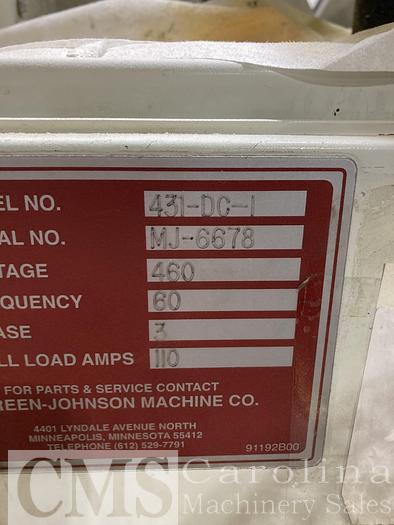 EL NO. 431-DC-1
AL NO. MJ-6678
TAGE 460
QUENCY 60
ASE 3
LL LOAD AMPS 110
FOR PARTS & SERVICE CONTACT
REEN-JOHNSON MACHINE CO.
4401 LYNDALE AVENUE NORTH
MINNEAPOLIS, MINNESOTA 55412
TELEPHONE (612) 529-7791 91192B00
CMS Carolina
Machinery Sales